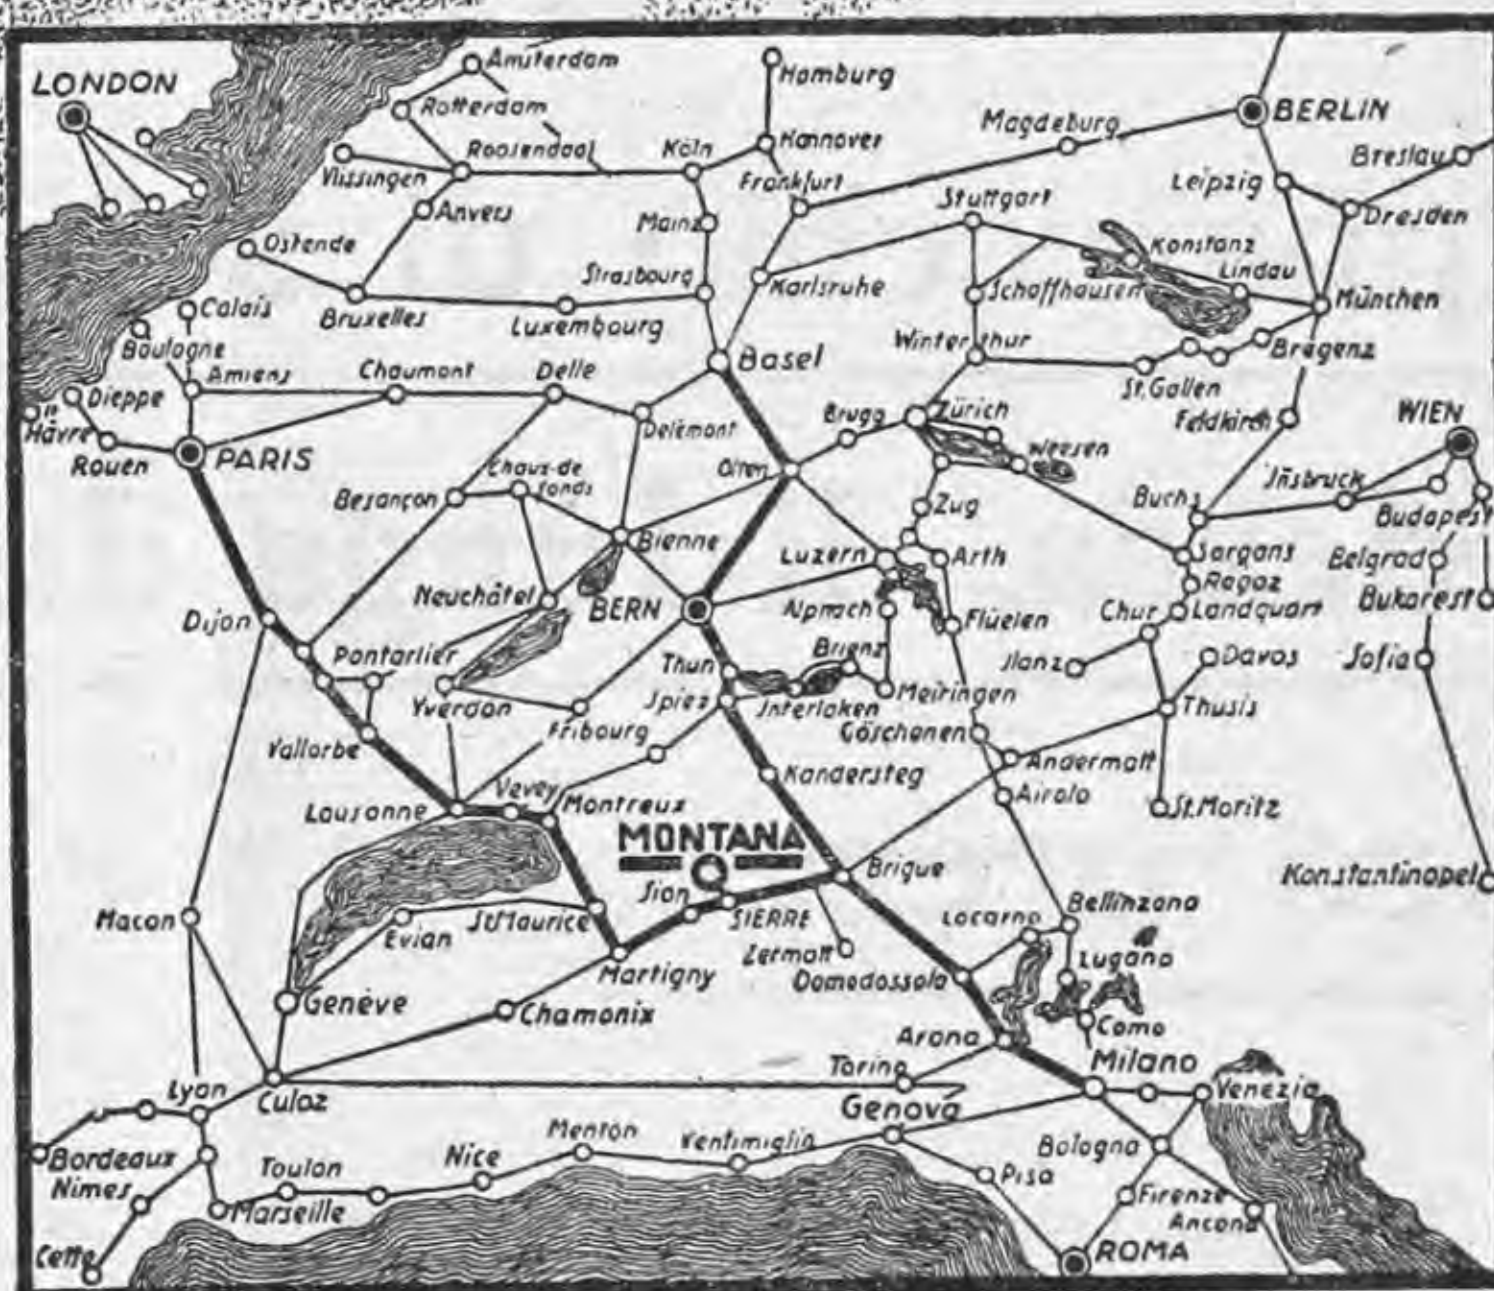 Amsterdam
Homburg
LONDON
Rotterdam
BERLIN
Magdeburg
Hannover
Roosendaal
Köln
Breslau
Vlissingen
Frankfurt
Leipzig
Stuttgart
Anvers
Mainz
Dresden
Ostende
Konstanz
Strasbourg
Lindau
Karlsruhe
Schaffhausen
München
Calais
Bruxelles
Luxembourg
Boulogne
Winterthur
Bregenz
Basel
Amiens
Chaumont
Delle
St. Gallen
Dieppe
Brugg
Zürich
Feldkirch
WIEN
Hâvre
Delémont
Rouen
PARIS
Weesen
Olten
Chaux-de
fonds
Besançon
Jnsbruck
Buchs
Zug
Budapest
Bienne
Luzern
Arth
Sargans
Belgrad
Ragaz
Neuchâtel
BERN
Alpnach
Chur
Landquart
Bukarest
Dijon
Flüelen
Pontarlier
Thun
Brienz
Jlanz
Davos
Sofia
Yverdon
Spiez
Interlaken
Meiringen
Thusis
Fribourg
Göschenen
Vallorbe
Kandersteg
Andermatt
Vevey
Airolo
Lausanne
Montreux
St. Moritz
MONTANA
Brigue
Konstantinopel
Sion
Macon
SIERRE
Locarno
Bellinzona
Evian
St Maurice
Zermatt
Lugano
Martigny
Domodossola
Genève
Chamonix
Como
Arona
Torino
Milano
Lyon
Culoz
Venezia
Genova
Menton
Ventimiglia
Bologna
Bordeaux
Toulon
Nice
Pisa
Nimes
Firenze
Marseille
Ancona
Cette
ROMA